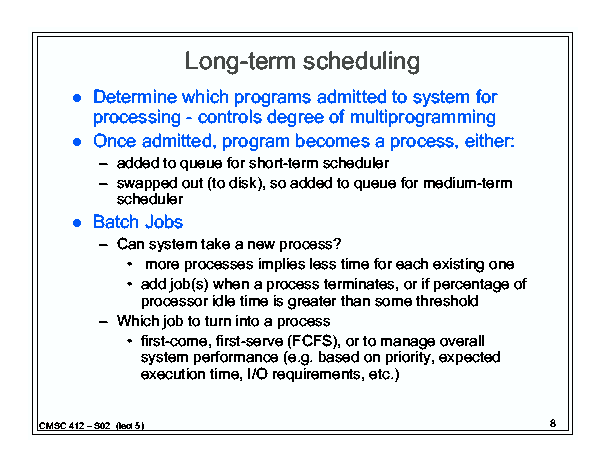 Long-term scheduling
● Determine which programs admitted to system for
processing - controls degree of multiprogramming
● Once admitted, program becomes a process, either:
– added to queue for short-term scheduler
– swapped out (to disk), so added to queue for medium-term
scheduler
● Batch Jobs
– Can system take a new process?
• more processes implies less time for each existing one
• add job(s) when a process terminates, or if percentage of
processor idle time is greater than some threshold
– Which job to turn into a process
• first-come, first-serve (FCFS), or to manage overall
system performance (e.g. based on priority, expected
execution time, I/O requirements, etc.)
CMSC 412 – S02 (lect 5)
8